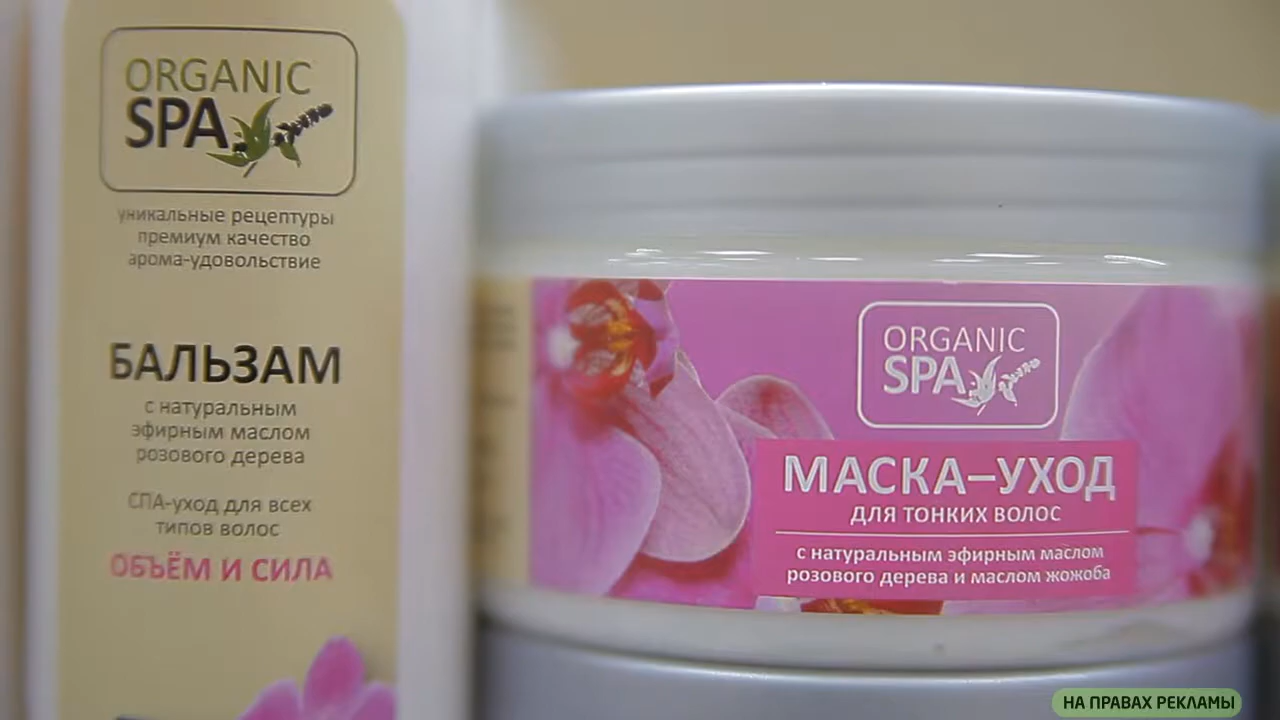 ORGANIC
SPA
уникальные рецептуры
премиум качество
арома-удовольствие
БАЛЬЗАМ
с натуральным
эфирным маслом
розового дерева
СПА-уход для всех
типов волос
ОБЪЁМ И СИЛА
ORGANIC
SPA
МАСКА–УХОД
ДЛЯ ТОНКИХ ВОЛОС
с натуральным эфирным маслом
розового дерева и маслом жожоба
НА ПРАВАХ РЕКЛАМЫ